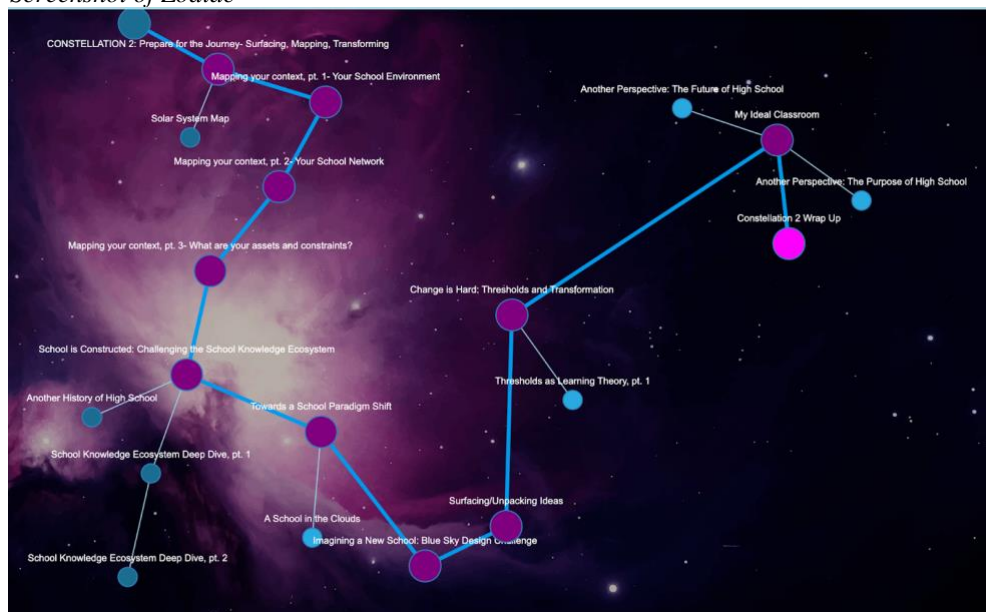 CONSTELLATION 2: Prepare for the Journey- Surfacing, Mapping, Transforming
Mapping your context, pt. 1- Your School Environment
Solar System Map
Mapping your context, pt. 2- Your School Network
Mapping your context, pt. 3- What are your assets and constraints?
School is Constructed: Challenging the School Knowledge Ecosystem
Another History of High School
School Knowledge Ecosystem Deep Dive, pt. 1
School Knowledge Ecosystem Deep Dive, pt. 2
Towards a School Paradigm Shift
A School in the Clouds
Imagining a New School: Blue Sky Design Challenge
Surfacing/Unpacking Ideas
Change is Hard: Thresholds and Transformation
Thresholds as Learning Theory, pt. 1
Another Perspective: The Future of High School
My Ideal Classroom
Another Perspective: The Purpose of High School
Constellation 2 Wrap Up